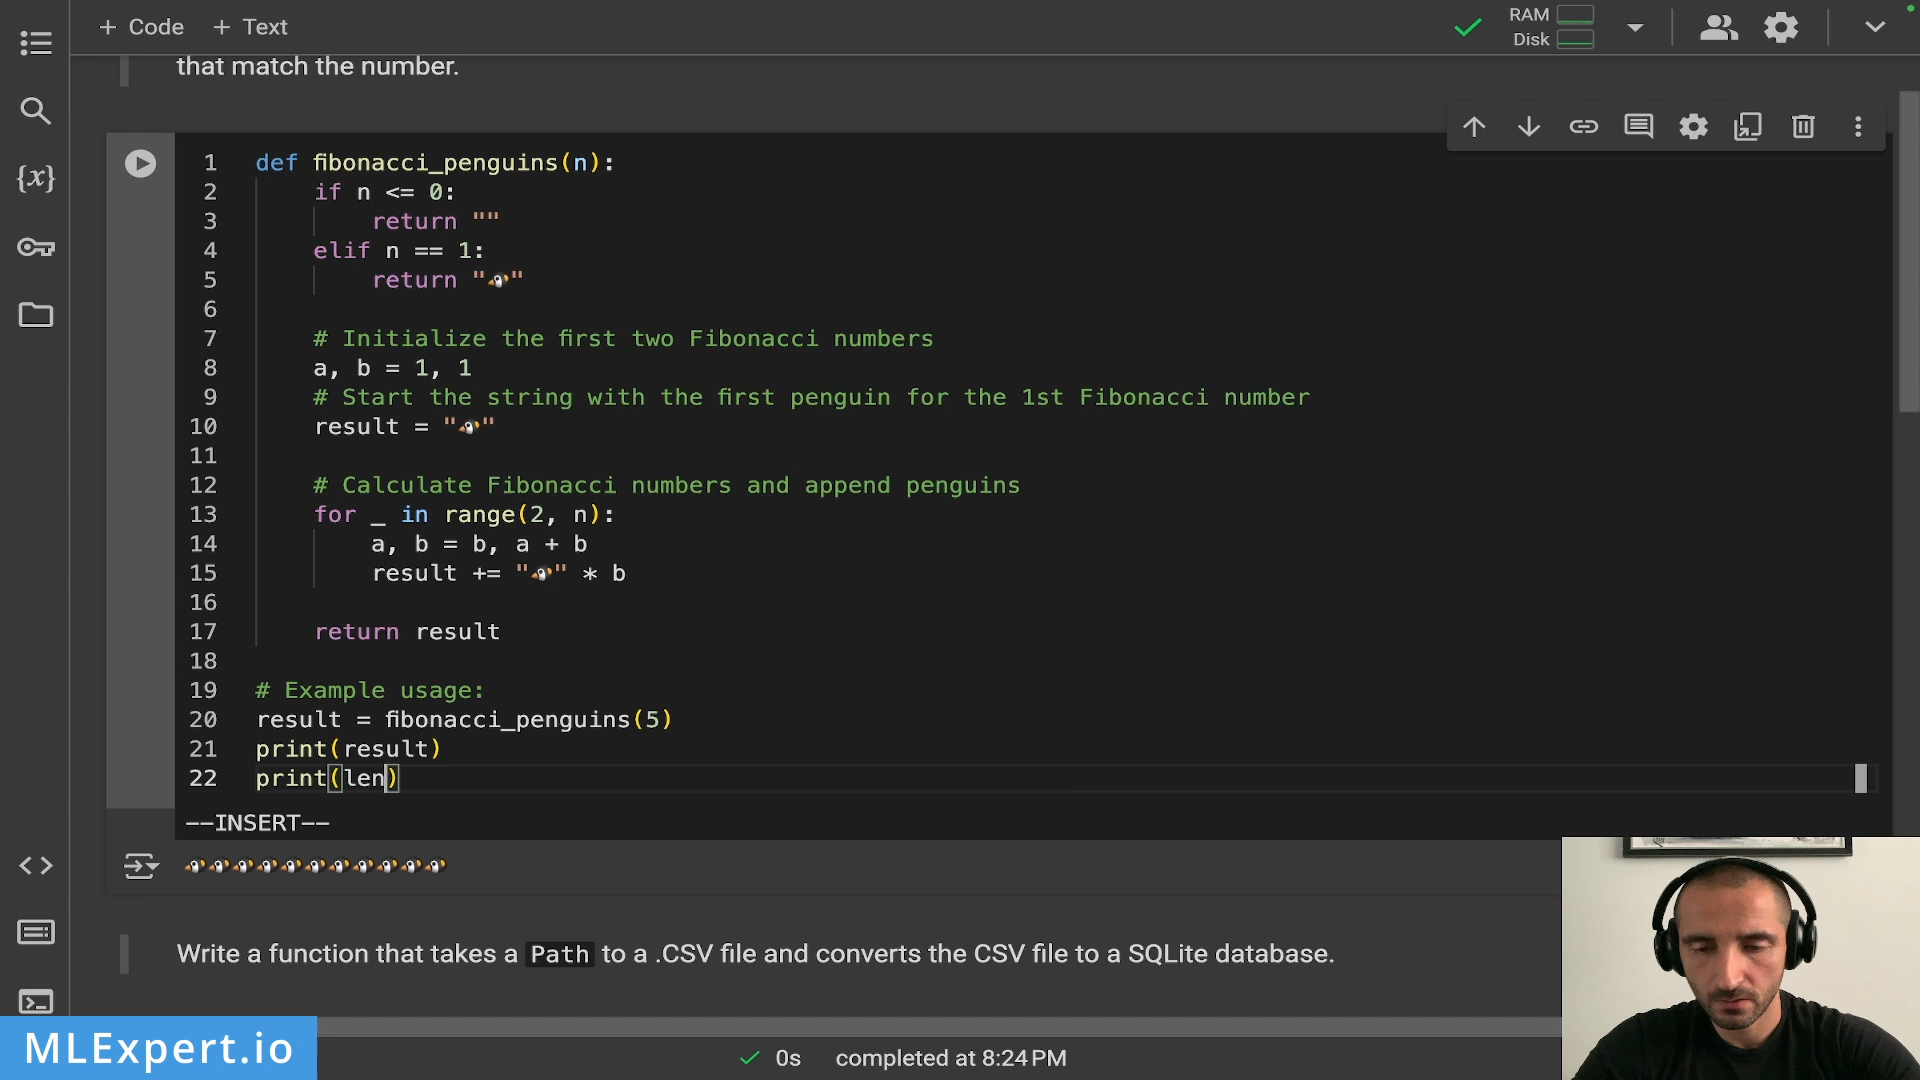 + Code + Text
RAM
Disk
that match the number.
1 def fibonacci_penguins(n):
2 if n <= 0:
3 return ""
4 elif n == 1:
5 return "🐧"
6
7 # Initialize the first two Fibonacci numbers
8 a, b = 1, 1
9 # Start the string with the first penguin for the 1st Fibonacci number
10 result = "🐧"
11
12 # Calculate Fibonacci numbers and append penguins
13 for _ in range(2, n):
14 a, b = b, a + b
15 result += "🐧" * b
16
17 return result
18
19 # Example usage:
20 result = fibonacci_penguins(5)
21 print(result)
22 print(len)
--INSERT--
🐧🐧🐧🐧🐧🐧🐧🐧🐧🐧🐧
Write a function that takes a Path to a .CSV file and converts the CSV file to a SQLite database.
MLExpert.io
0s completed at 8:24 PM